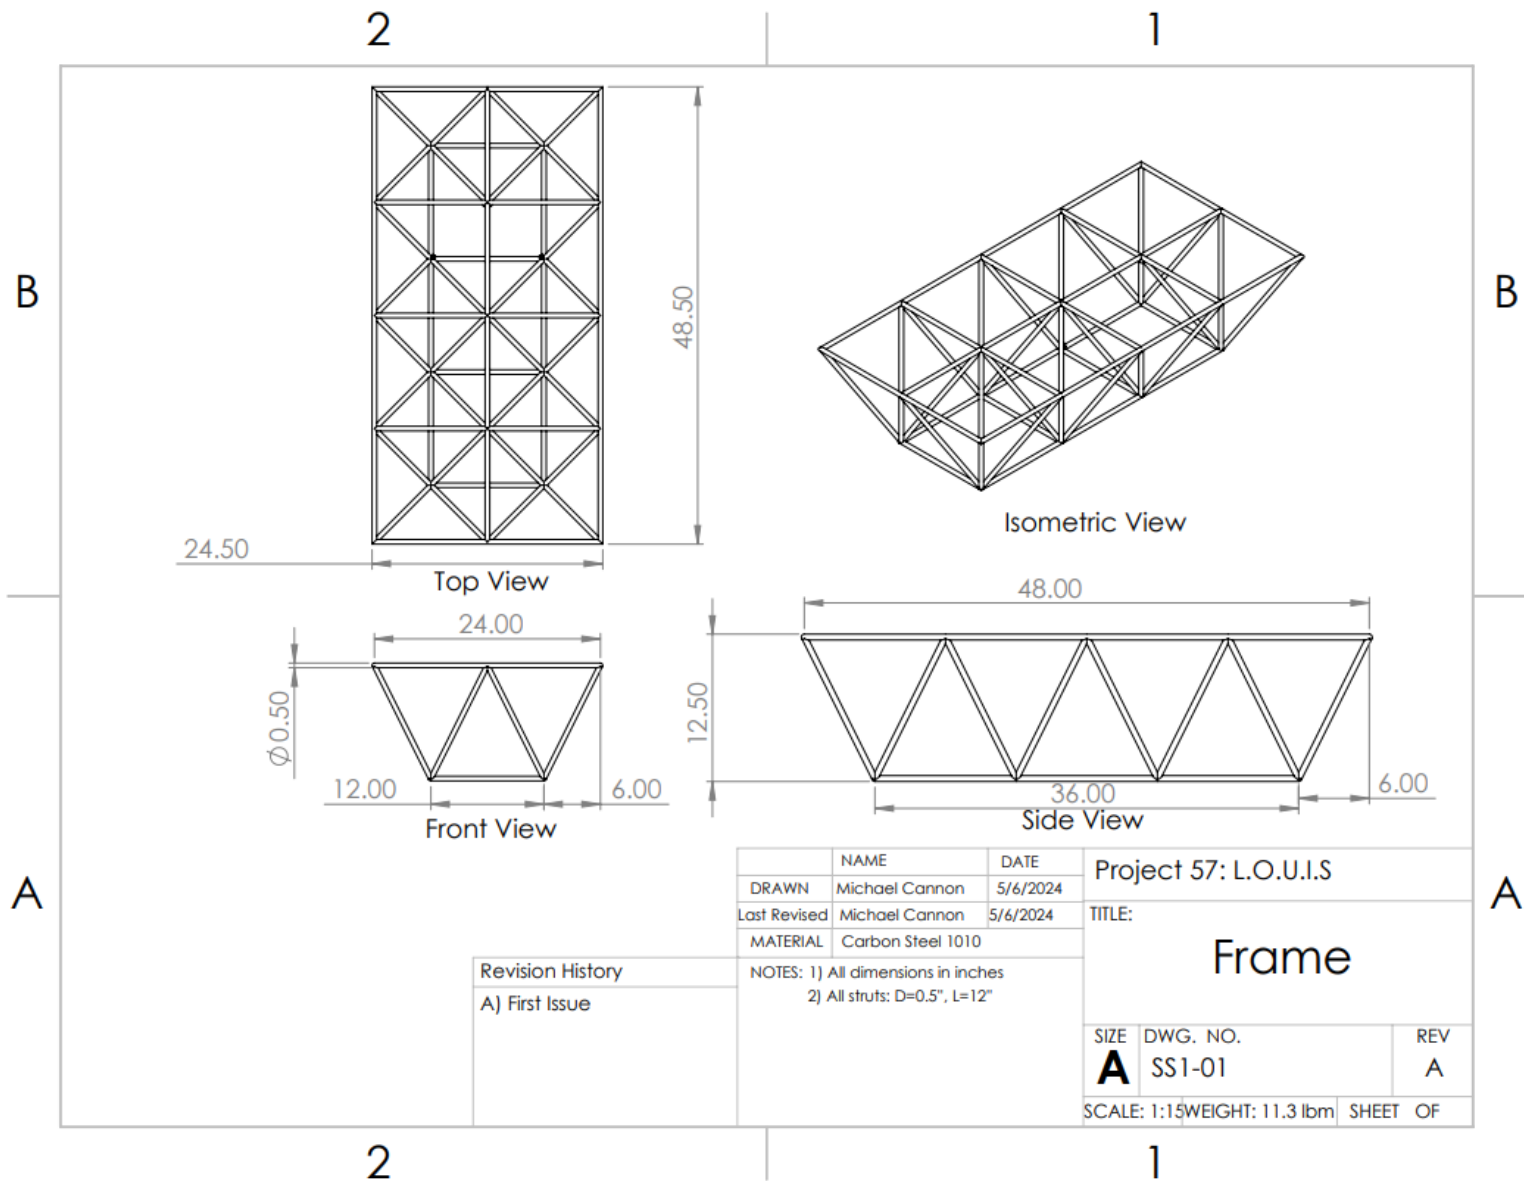 2 1
B B
48.50
24.50
Top View
Isometric View
24.00
Ø0.50
12.00 6.00
Front View
48.00
12.50
36.00
6.00
Side View
A A
NAME DATE
DRAWN Michael Cannon 5/6/2024
Last Revised Michael Cannon 5/6/2024
MATERIAL Carbon Steel 1010
NOTES: 1) All dimensions in inches
2) All struts: D=0.5", L=12"
Revision History
A) First Issue
Project 57: L.O.U.I.S
TITLE:
Frame
SIZE DWG. NO. REV
A SS1-01 A
SCALE: 1:15 WEIGHT: 11.3 lbm SHEET OF
2 1